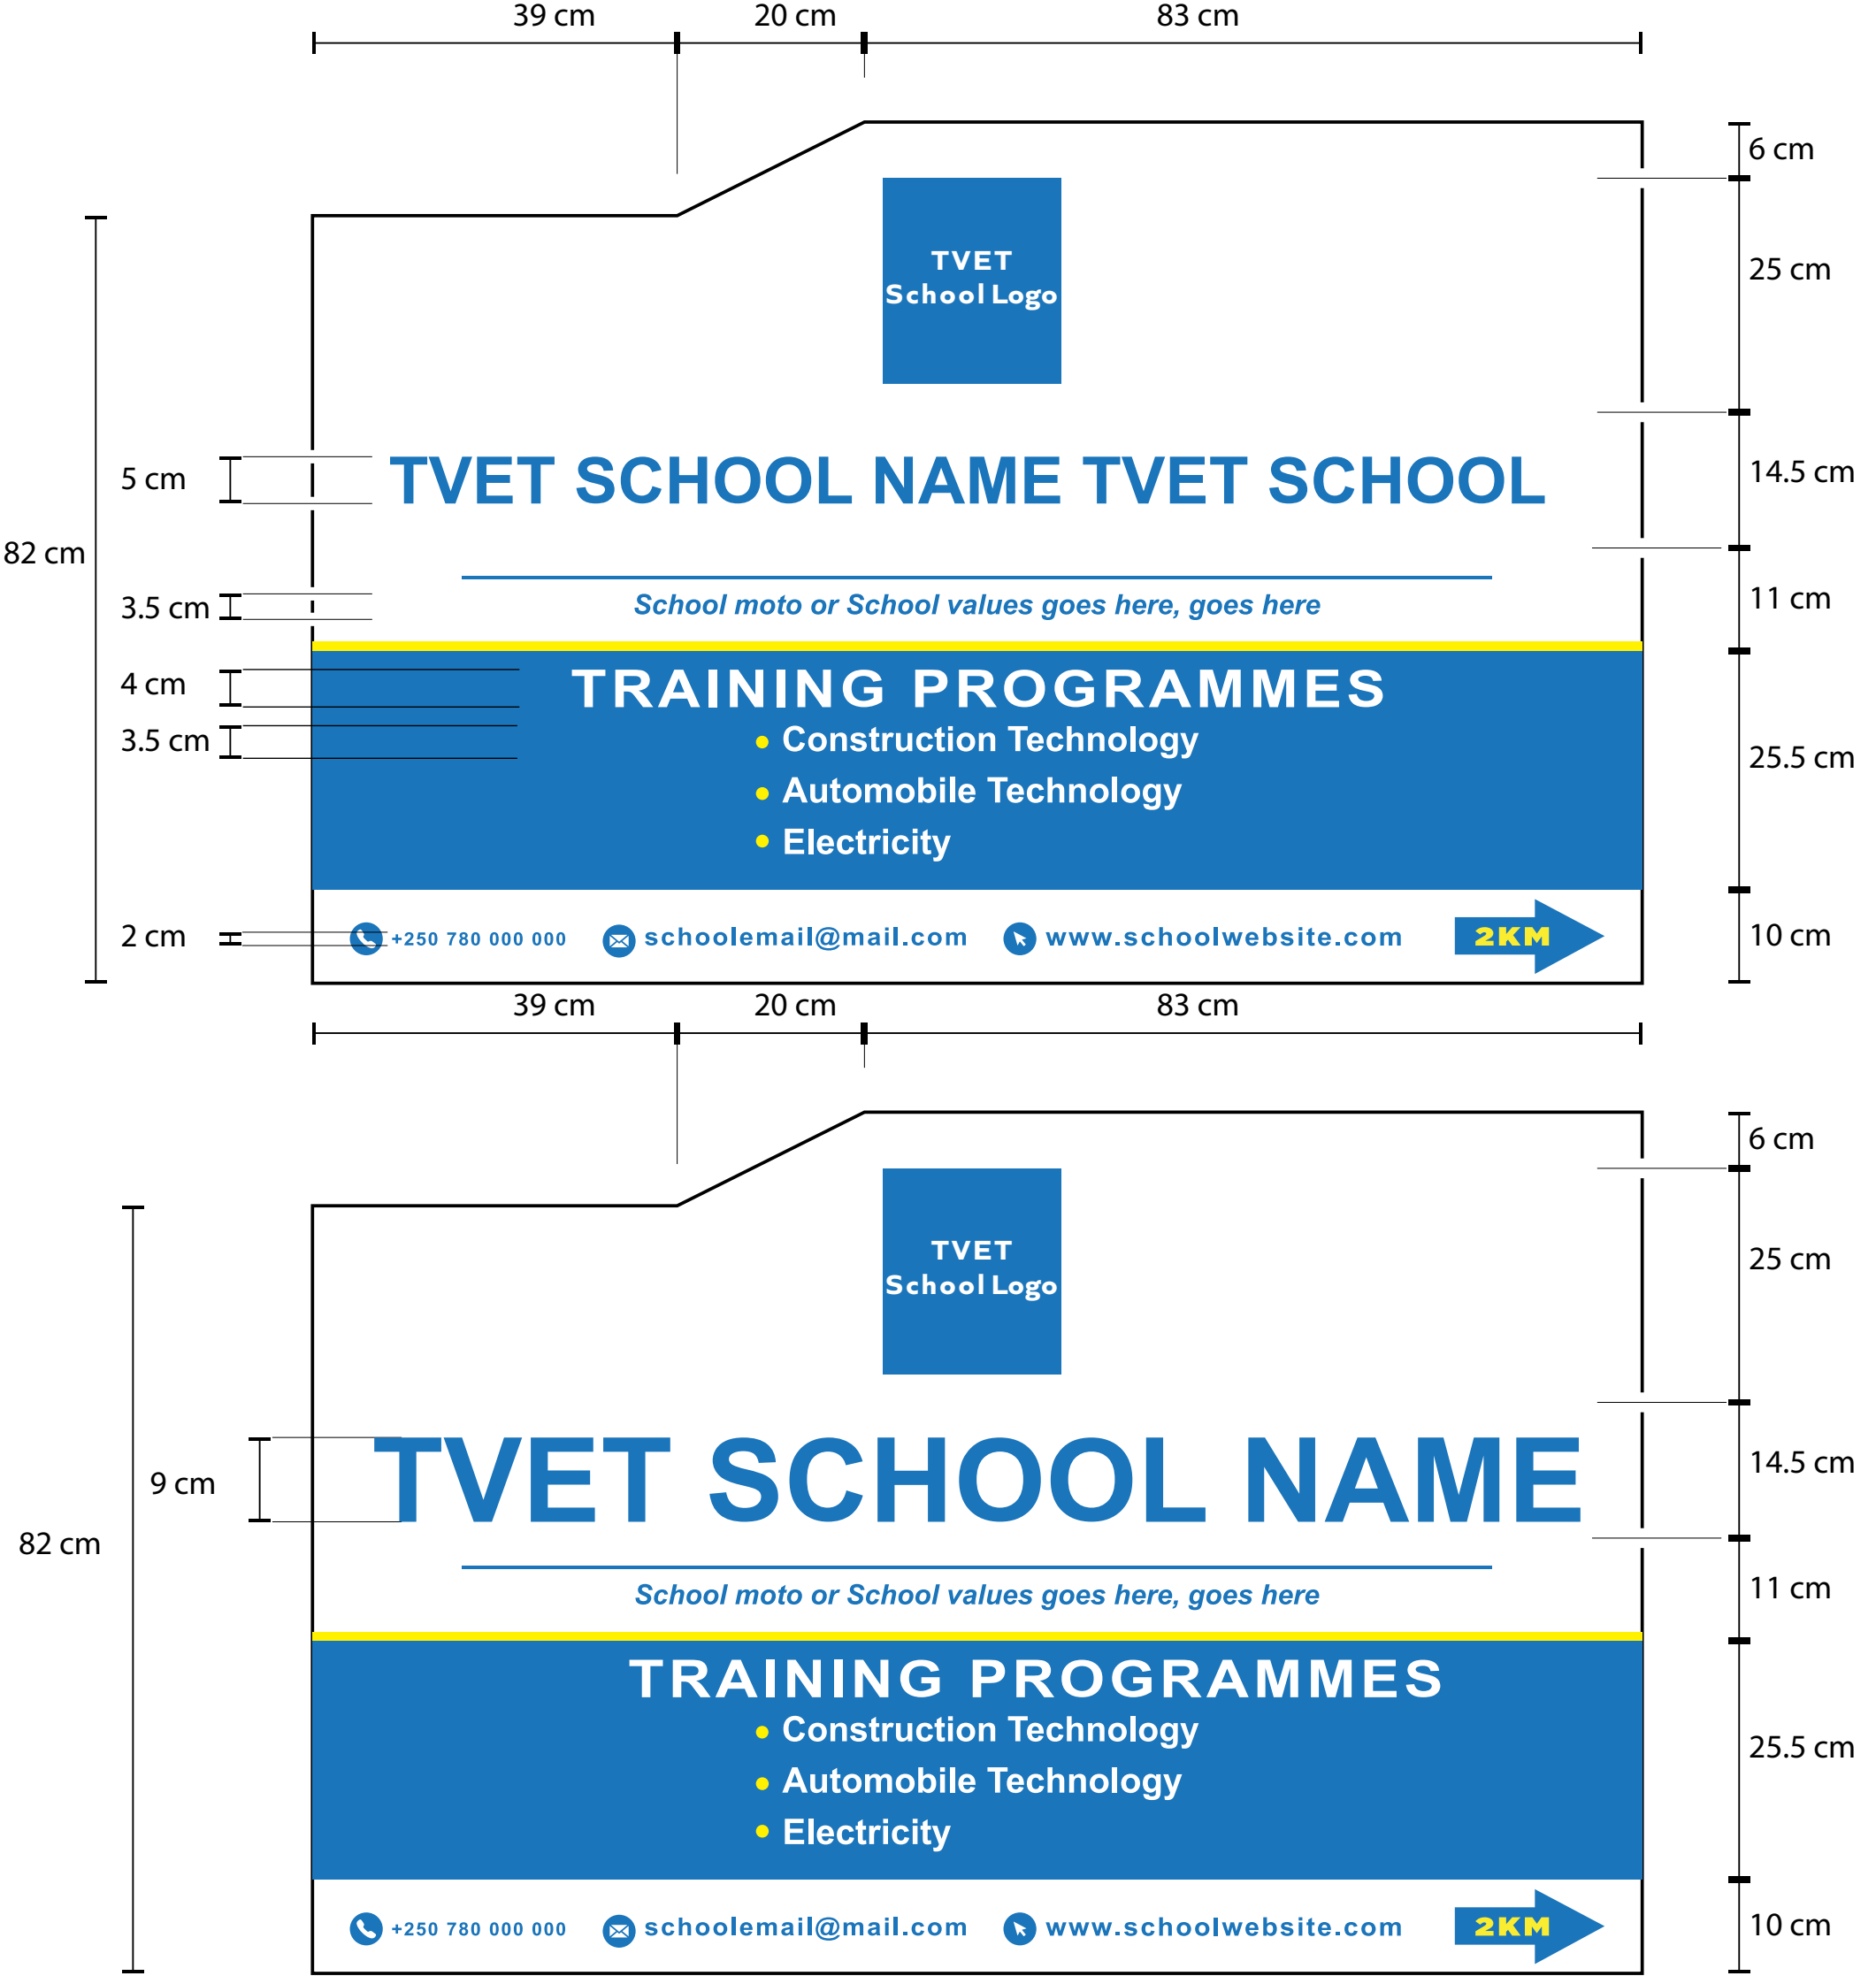 39 cm 20 cm 83 cm
6 cm
TVET
School Logo
25 cm
5 cm
TVET SCHOOL NAME TVET SCHOOL
14.5 cm
82 cm
3.5 cm
School moto or School values goes here, goes here
11 cm
4 cm
TRAINING PROGRAMMES
3.5 cm
• Construction Technology
25.5 cm
• Automobile Technology
• Electricity
2 cm
+250 780 000 000 schoolemail@mail.com www.schoolwebsite.com 2KM
10 cm
39 cm 20 cm 83 cm
6 cm
TVET
School Logo
25 cm
9 cm
TVET SCHOOL NAME
14.5 cm
82 cm
School moto or School values goes here, goes here
11 cm
TRAINING PROGRAMMES
• Construction Technology
25.5 cm
• Automobile Technology
• Electricity
+250 780 000 000 schoolemail@mail.com www.schoolwebsite.com 2KM
10 cm